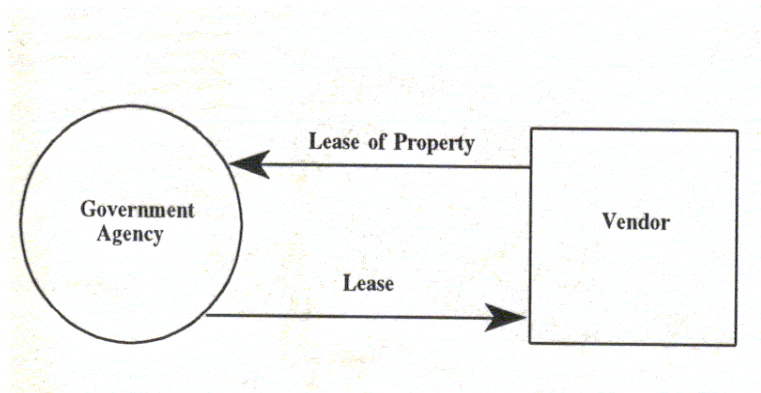 Lease of Property
Government
Agency
Vendor
Lease